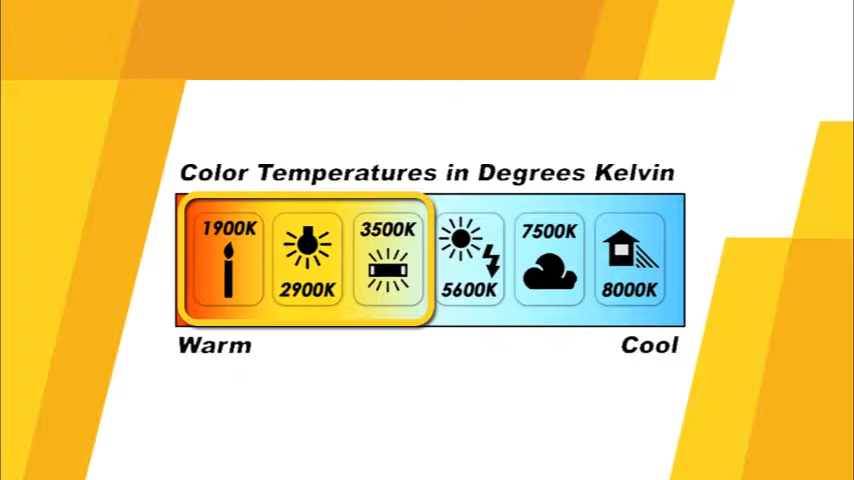 Color Temperatures in Degrees Kelvin
1900K
2900K
3500K
5600K
7500K
8000K
Warm
Cool